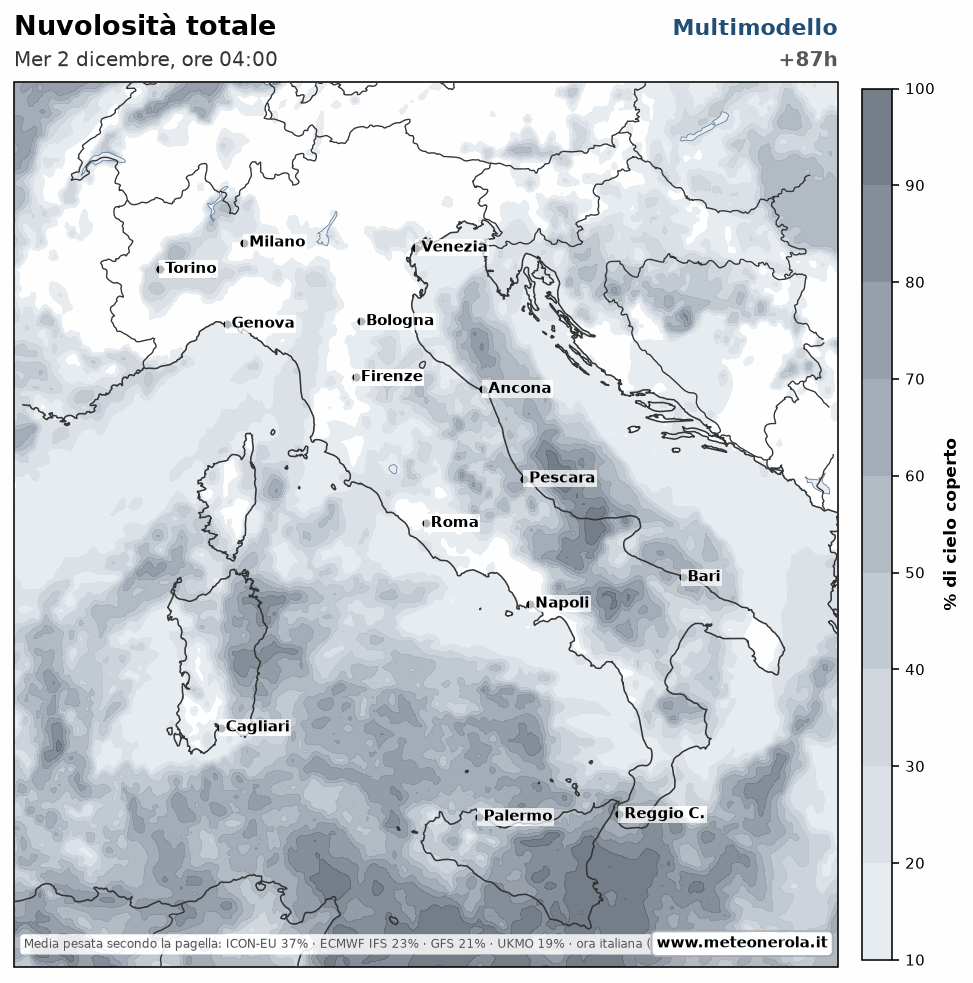 Nuvolosità totale
Multimodello
Mer 2 dicembre, ore 04:00
+87h
Milano
Venezia
Torino
Genova
Bologna
Firenze
Ancona
Pescara
Roma
Bari
Napoli
Cagliari
Palermo
Reggio C.
100
90
80
70
60
50
40
30
20
10
% di cielo coperto
Media pesata secondo la pagella: ICON-EU 37% · ECMWF IFS 23% · GFS 21% · UKMO 19% · ora italiana (
www.meteonerola.it